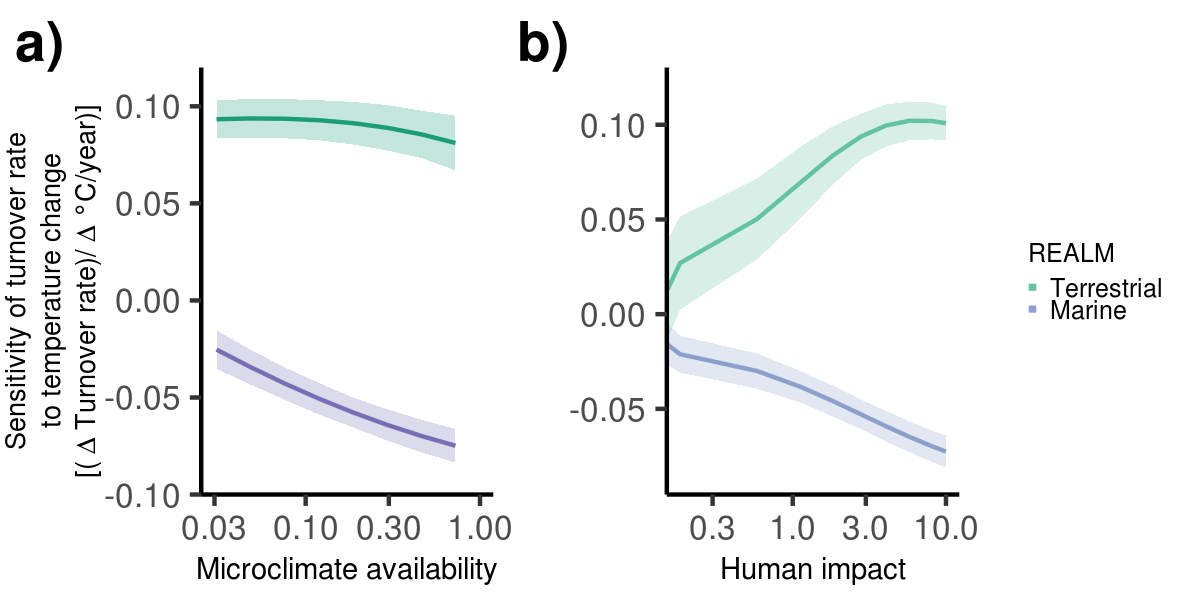 a)
b)
Sensitivity of turnover rate
to temperature change
[( Δ Turnover rate)/ Δ °C/year)]
0.10
0.05
0.00
-0.05
-0.10
0.03 0.10 0.30 1.00
Microclimate availability
0.10
0.05
0.00
-0.05
0.3 1.0 3.0 10.0
Human impact
REALM
Terrestrial
Marine